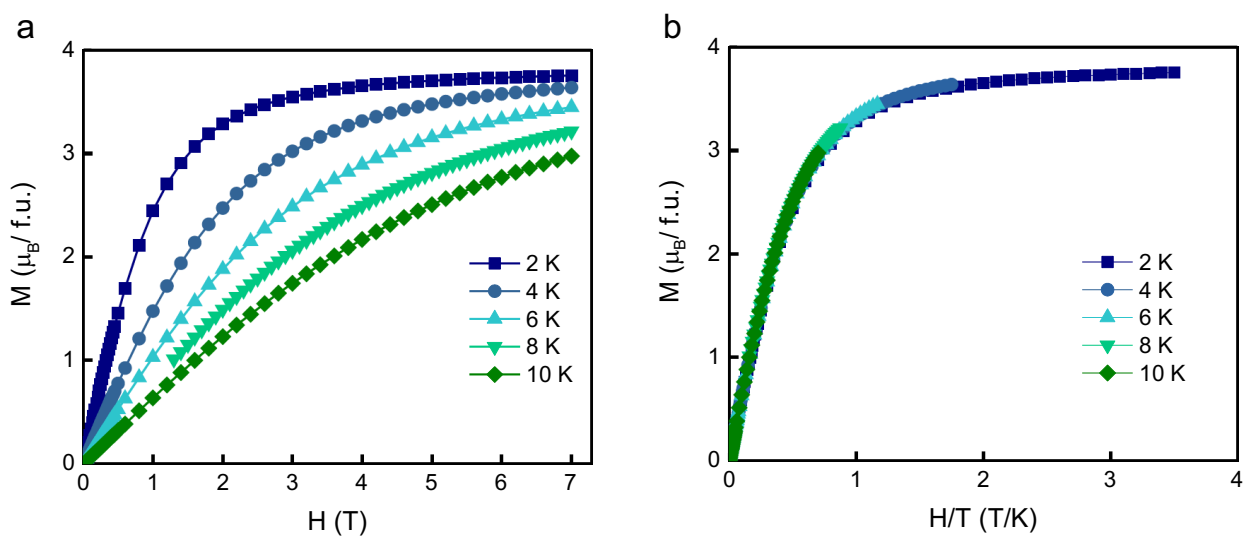 a
4
3
2
1
0
M (μB/ f.u.)
2 K
4 K
6 K
8 K
10 K
0 1 2 3 4 5 6 7
H (T)
b
4
3
2
1
0
M (μB/ f.u.)
2 K
4 K
6 K
8 K
10 K
0 1 2 3 4
H/T (T/K)